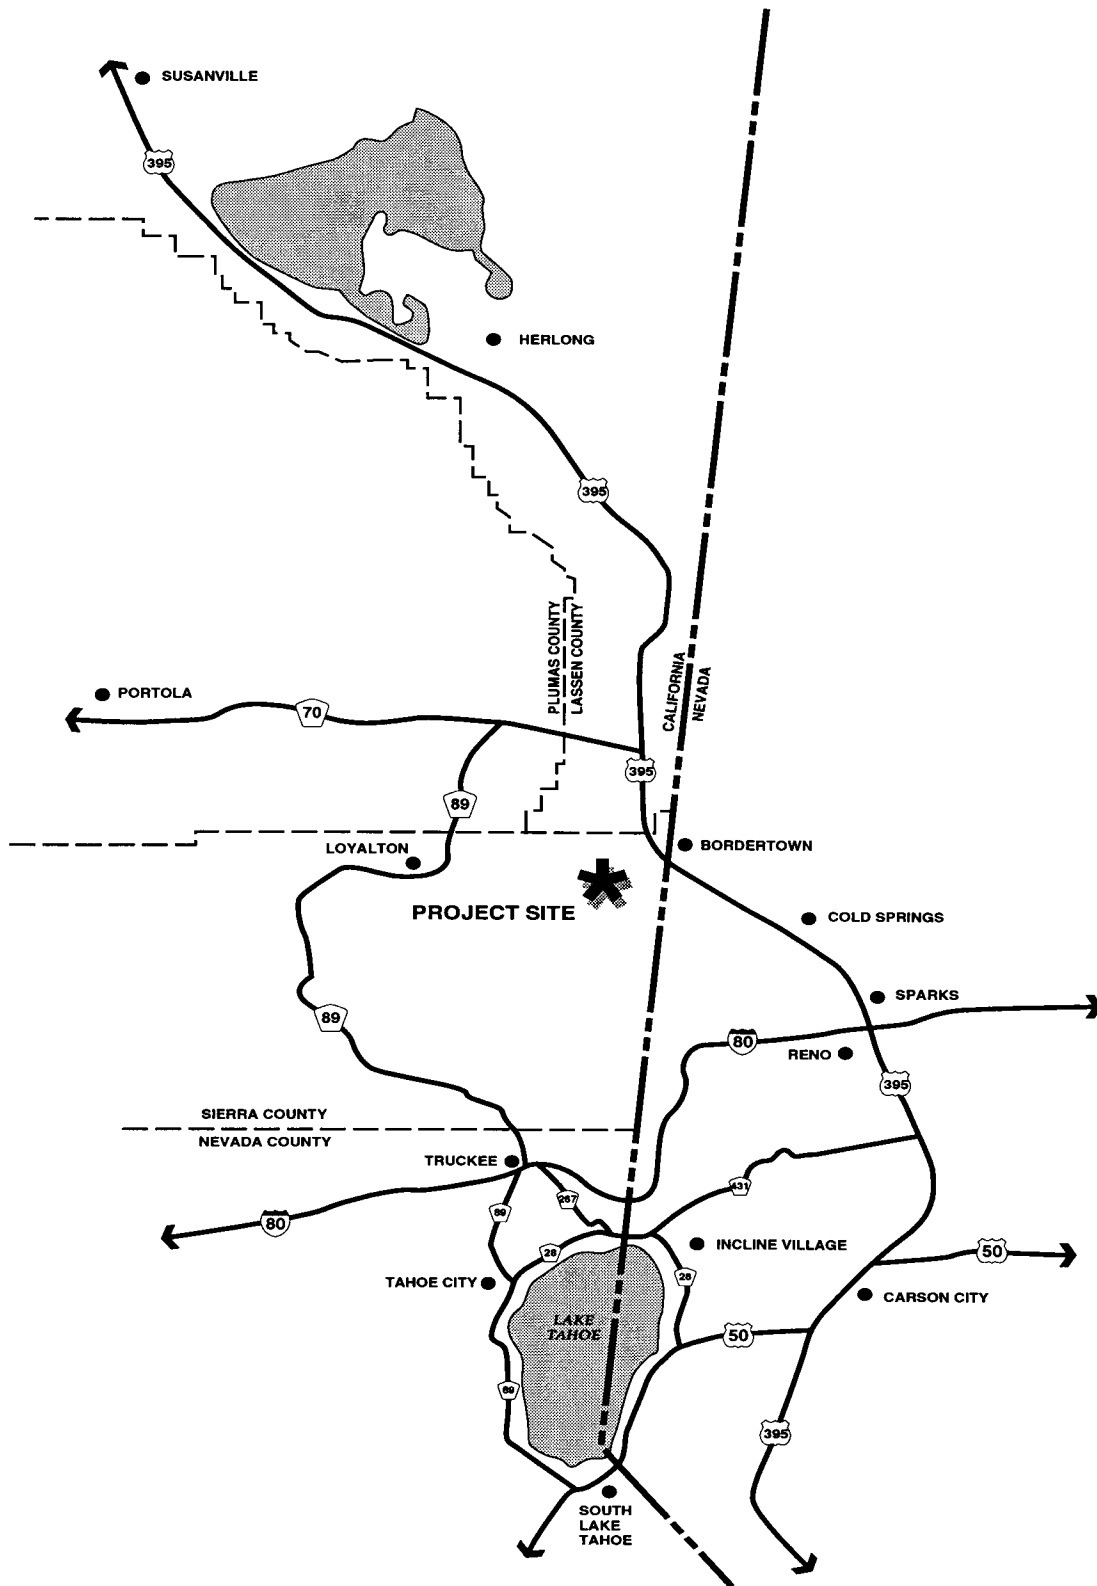 SUSANVILLE
395
HERLONG
395
PLUMAS COUNTY
LASSEN COUNTY
CALIFORNIA
NEVADA
PORTOLA
70
395
89
LOYALTON
BORDERTOWN
PROJECT SITE
COLD SPRINGS
SPARKS
89
80
RENO
395
SIERRA COUNTY
NEVADA COUNTY
TRUCKEE
431
267
89
80
28
INCLINE VILLAGE
50
TAHOE CITY
28
CARSON CITY
LAKE
TAHOE
50
89
395
SOUTH
LAKE
TAHOE